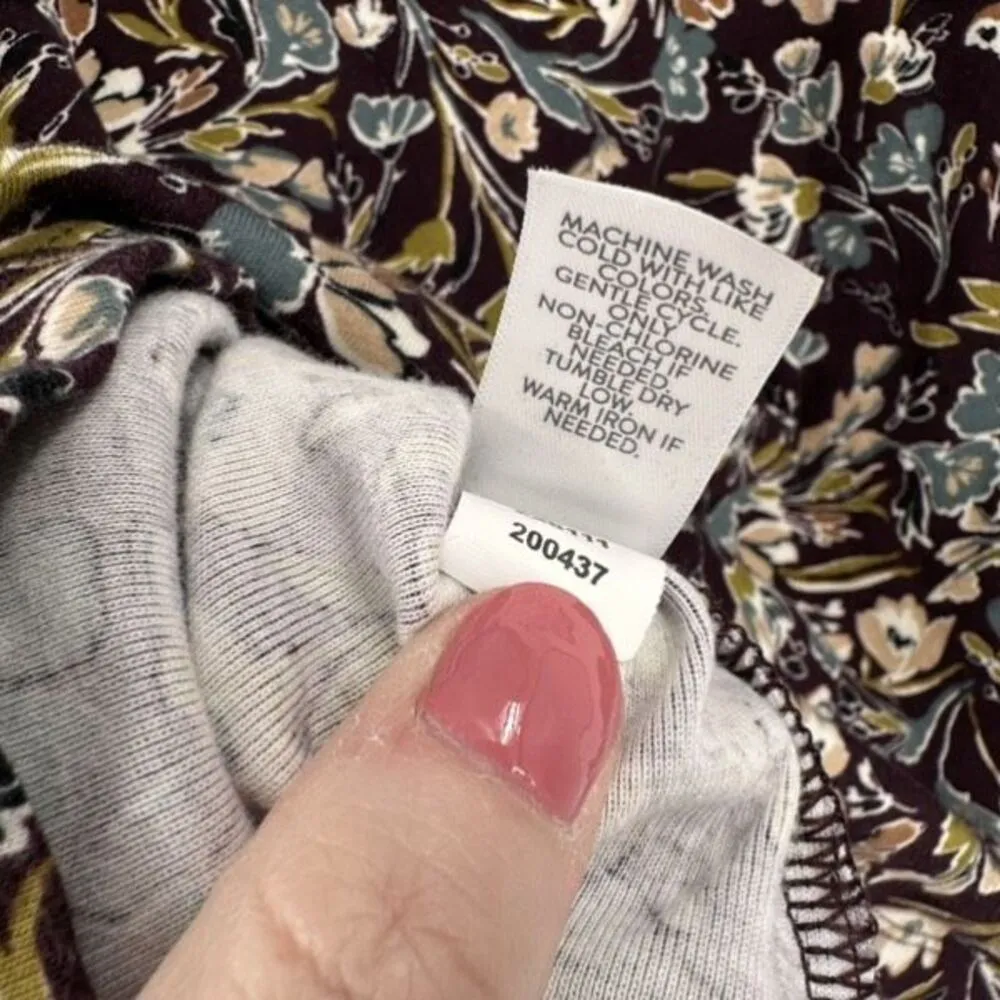 MACHINE WASH
COLD WITH LIKE
COLORS.
GENTLE CYCLE.
ONLY
NON-CHLORINE
BLEACH IF
NEEDED.
TUMBLE DRY
LOW.
WARM IRON IF
NEEDED.
200437